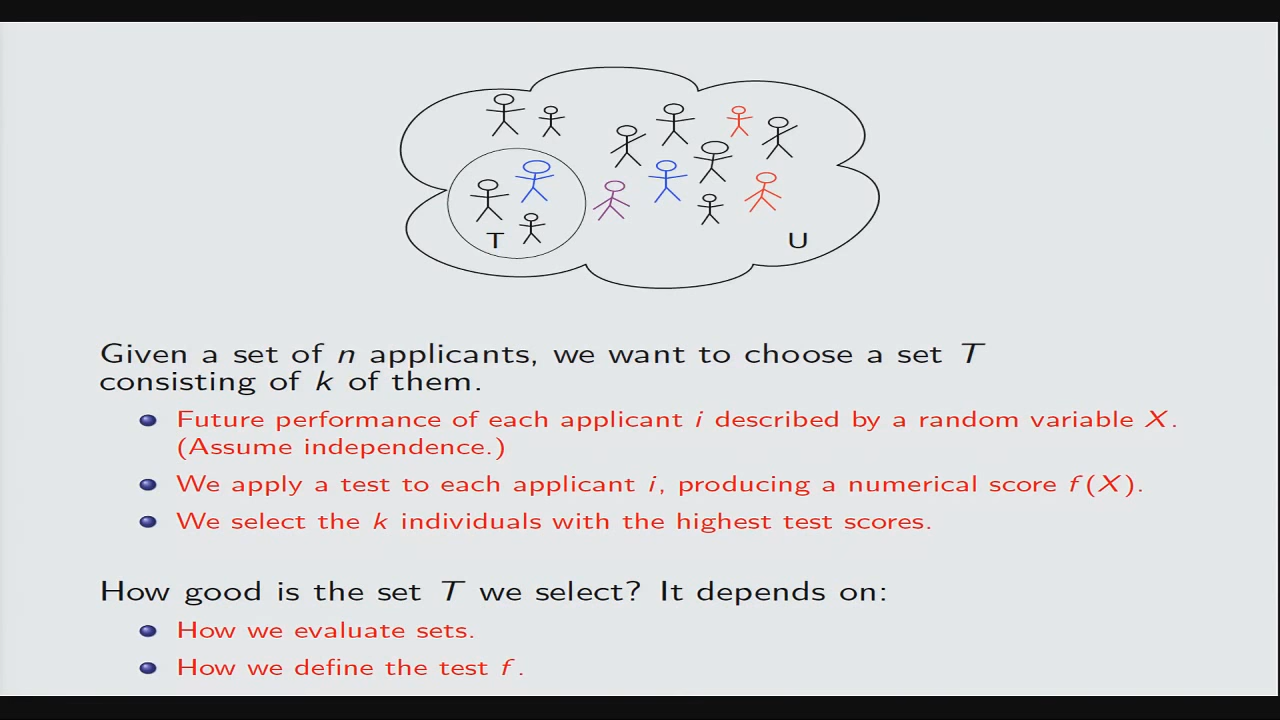 T U
Given a set of n applicants, we want to choose a set T
consisting of k of them.
Future performance of each applicant i described by a random variable X.
(Assume independence.)
We apply a test to each applicant i, producing a numerical score f(X).
We select the k individuals with the highest test scores.
How good is the set T we select? It depends on:
How we evaluate sets.
How we define the test f.